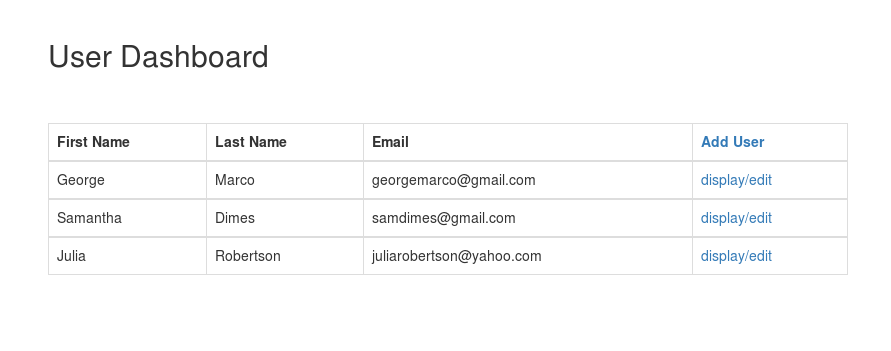 User Dashboard
First Name Last Name Email Add User
George Marco georgemarco@gmail.com display/edit
Samantha Dimes samdimes@gmail.com display/edit
Julia Robertson juliarobertson@yahoo.com display/edit